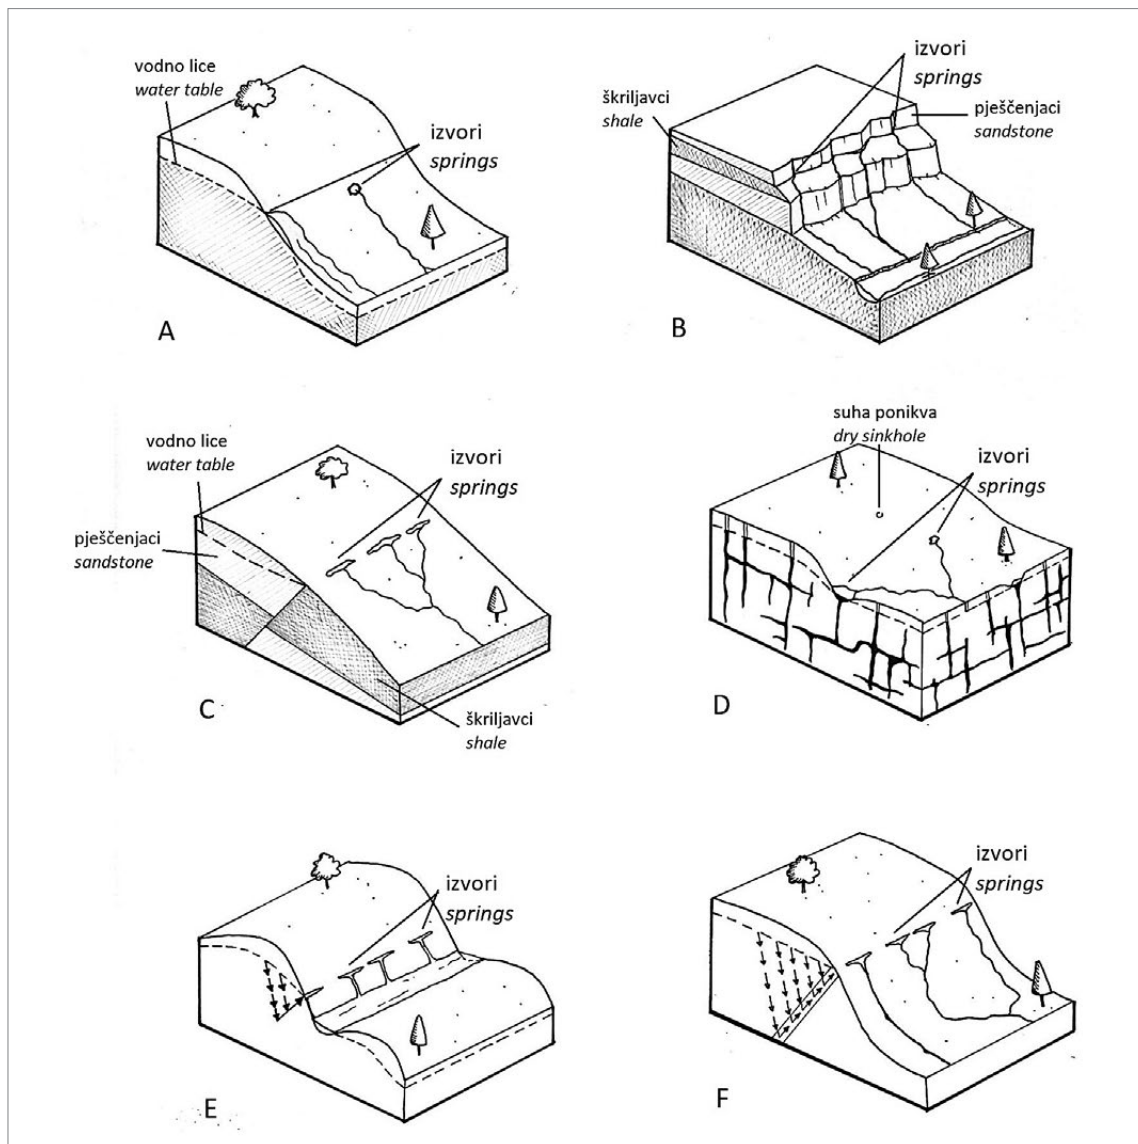 vodno lice
water table
izvori
springs
A
izvori
springs
škriljavci
shale
pješčenjaci
sandstone
B
vodno lice
water table
izvori
springs
pješčenjaci
sandstone
C
škriljavci
shale
suha ponikva
dry sinkhole
izvori
springs
D
izvori
springs
E
izvori
springs
F